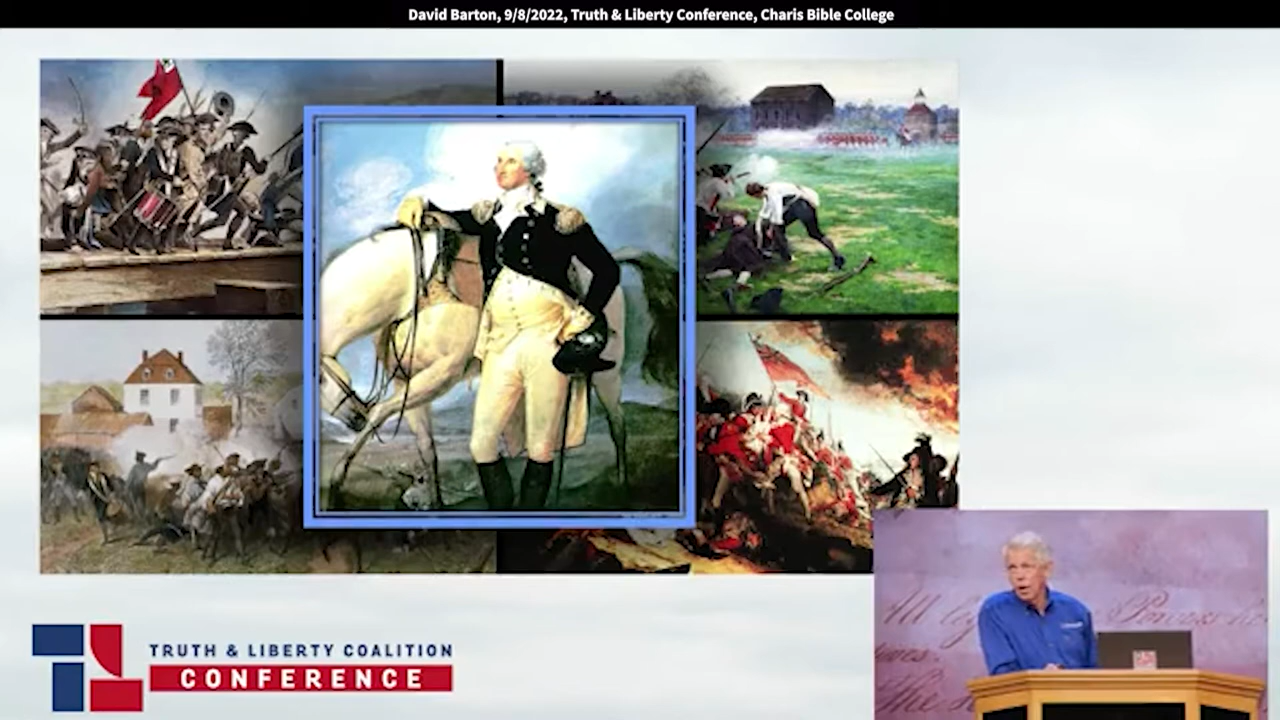 David Barton, 9/8/2022, Truth & Liberty Conference, Charis Bible College
TRUTH & LIBERTY COALITION
CONFERENCE